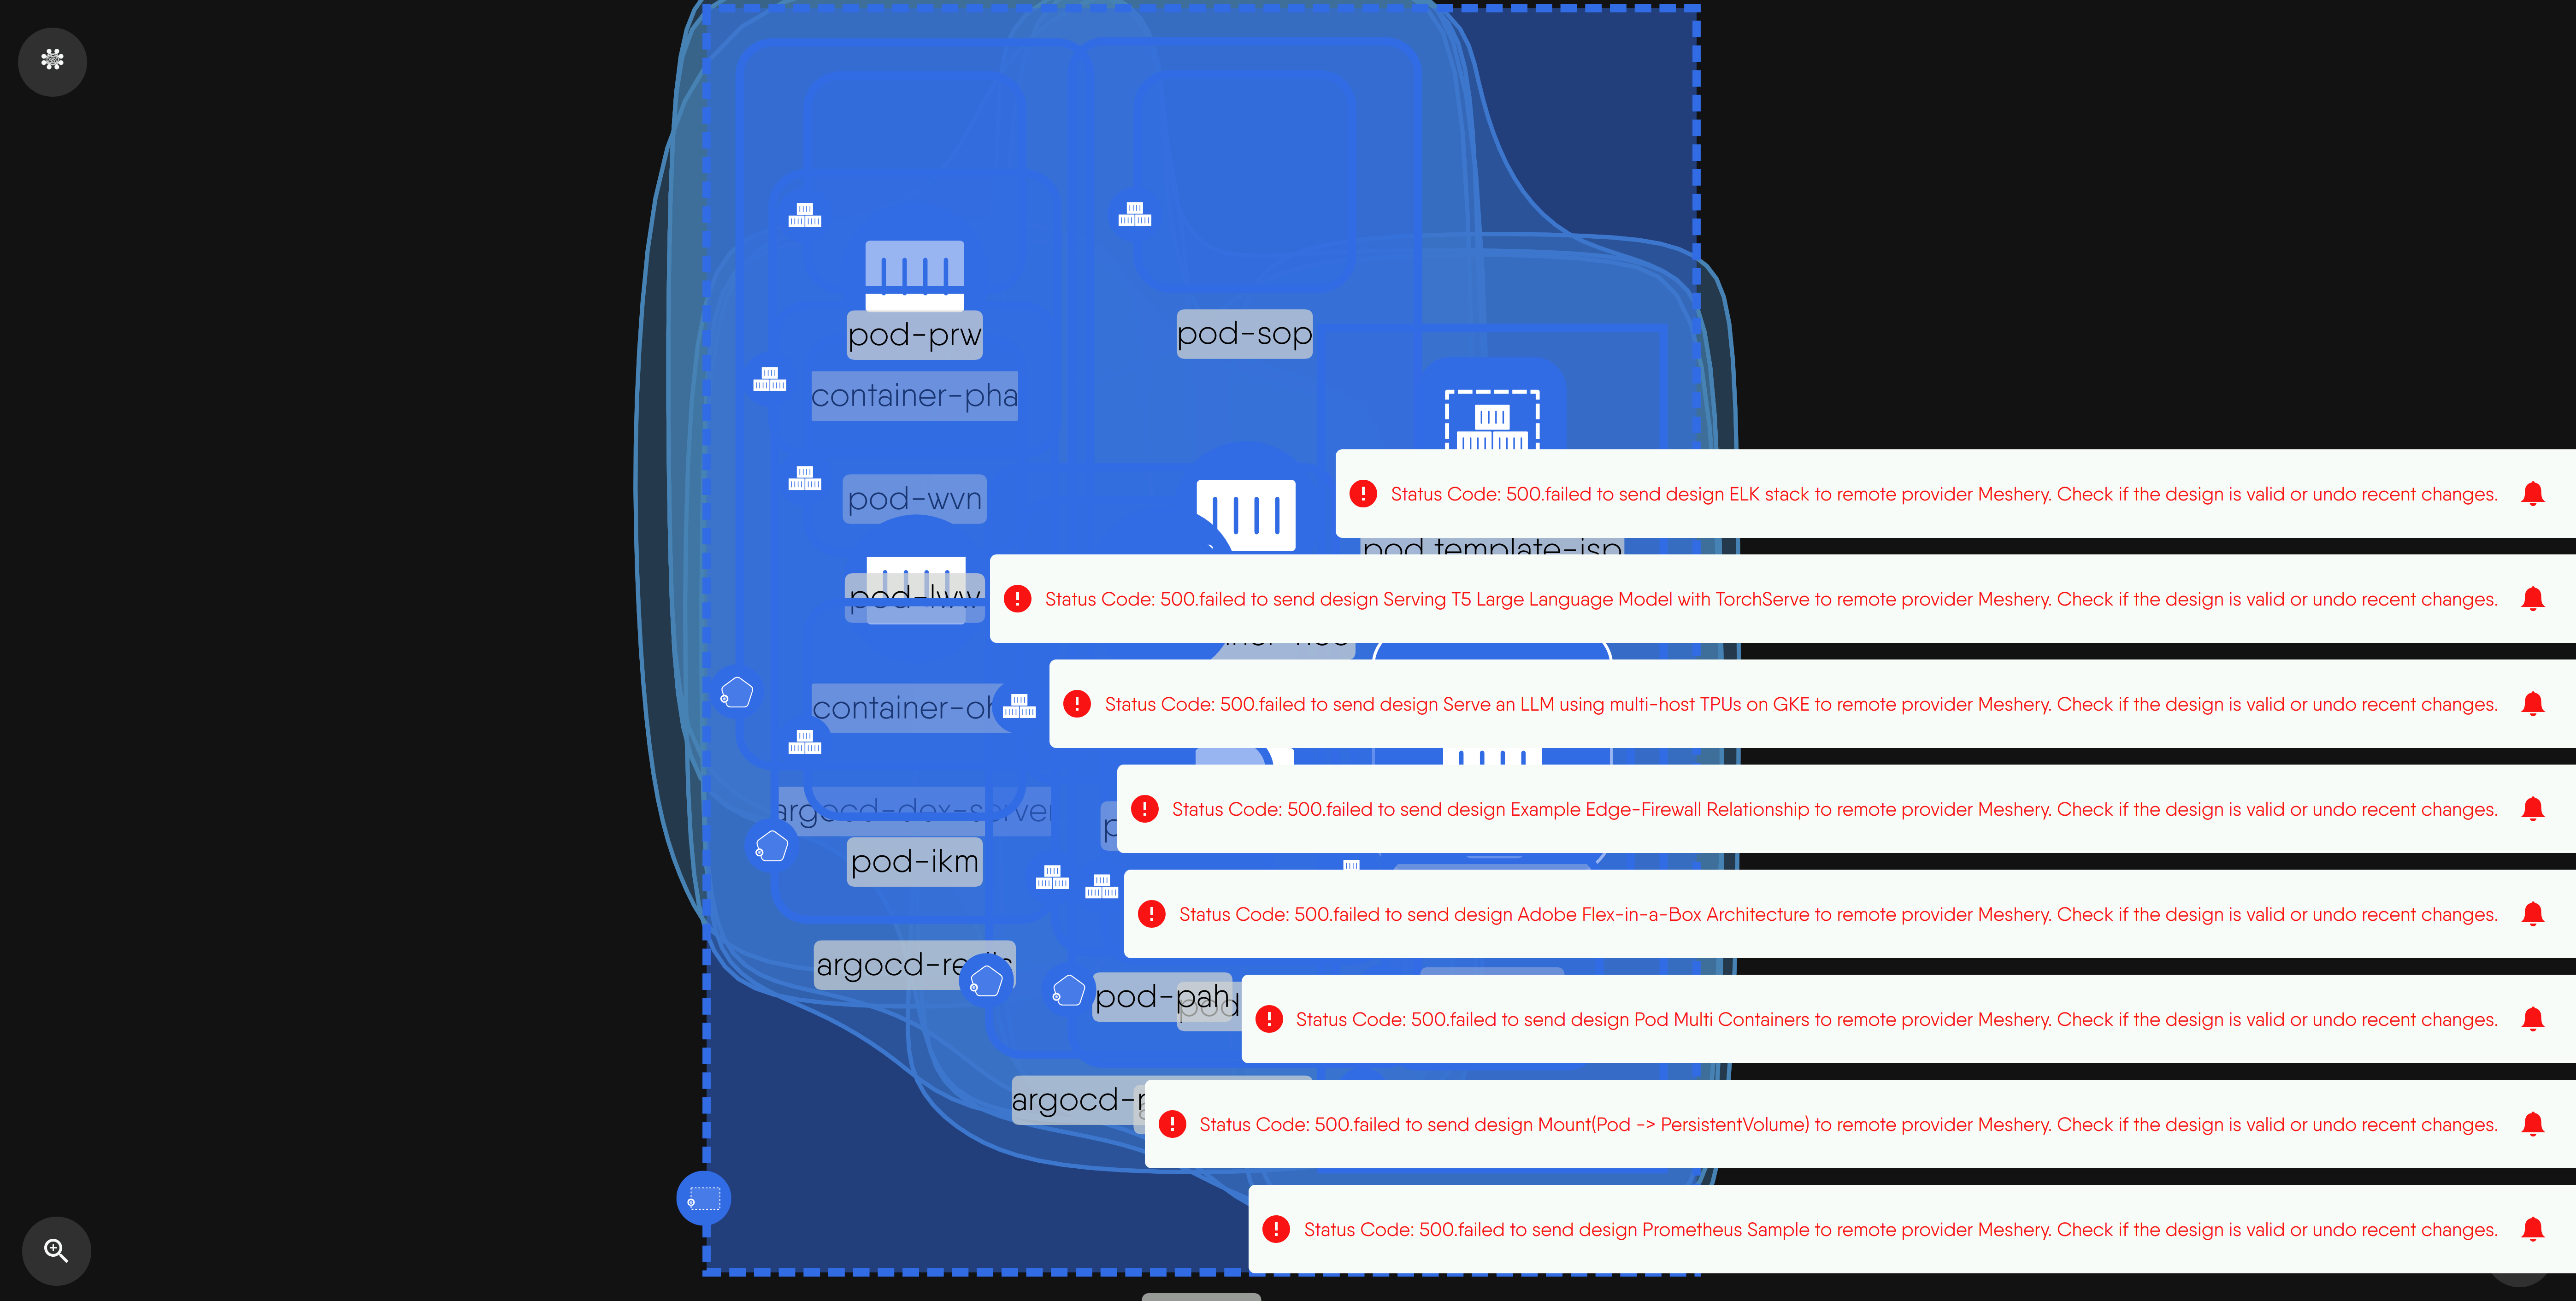 pod-prw
pod-sop
container-pha
pod-wvn
Status Code: 500.failed to send design ELK stack to remote provider Meshery. Check if the design is valid or undo recent changes.
pod.template-isp
pod-lww
Status Code: 500.failed to send design Serving T5 Large Language Model with TorchServe to remote provider Meshery. Check if the design is valid or undo recent changes.
Status Code: 500.failed to send design Serve an LLM using multi-host TPUs on GKE to remote provider Meshery. Check if the design is valid or undo recent changes.
argocd-dex-server
Status Code: 500.failed to send design Example Edge-Firewall Relationship to remote provider Meshery. Check if the design is valid or undo recent changes.
pod-ikm
Status Code: 500.failed to send design Adobe Flex-in-a-Box Architecture to remote provider Meshery. Check if the design is valid or undo recent changes.
argocd-redis
pod-pah
Status Code: 500.failed to send design Pod Multi Containers to remote provider Meshery. Check if the design is valid or undo recent changes.
Status Code: 500.failed to send design Mount(Pod -> PersistentVolume) to remote provider Meshery. Check if the design is valid or undo recent changes.
Status Code: 500.failed to send design Prometheus Sample to remote provider Meshery. Check if the design is valid or undo recent changes.